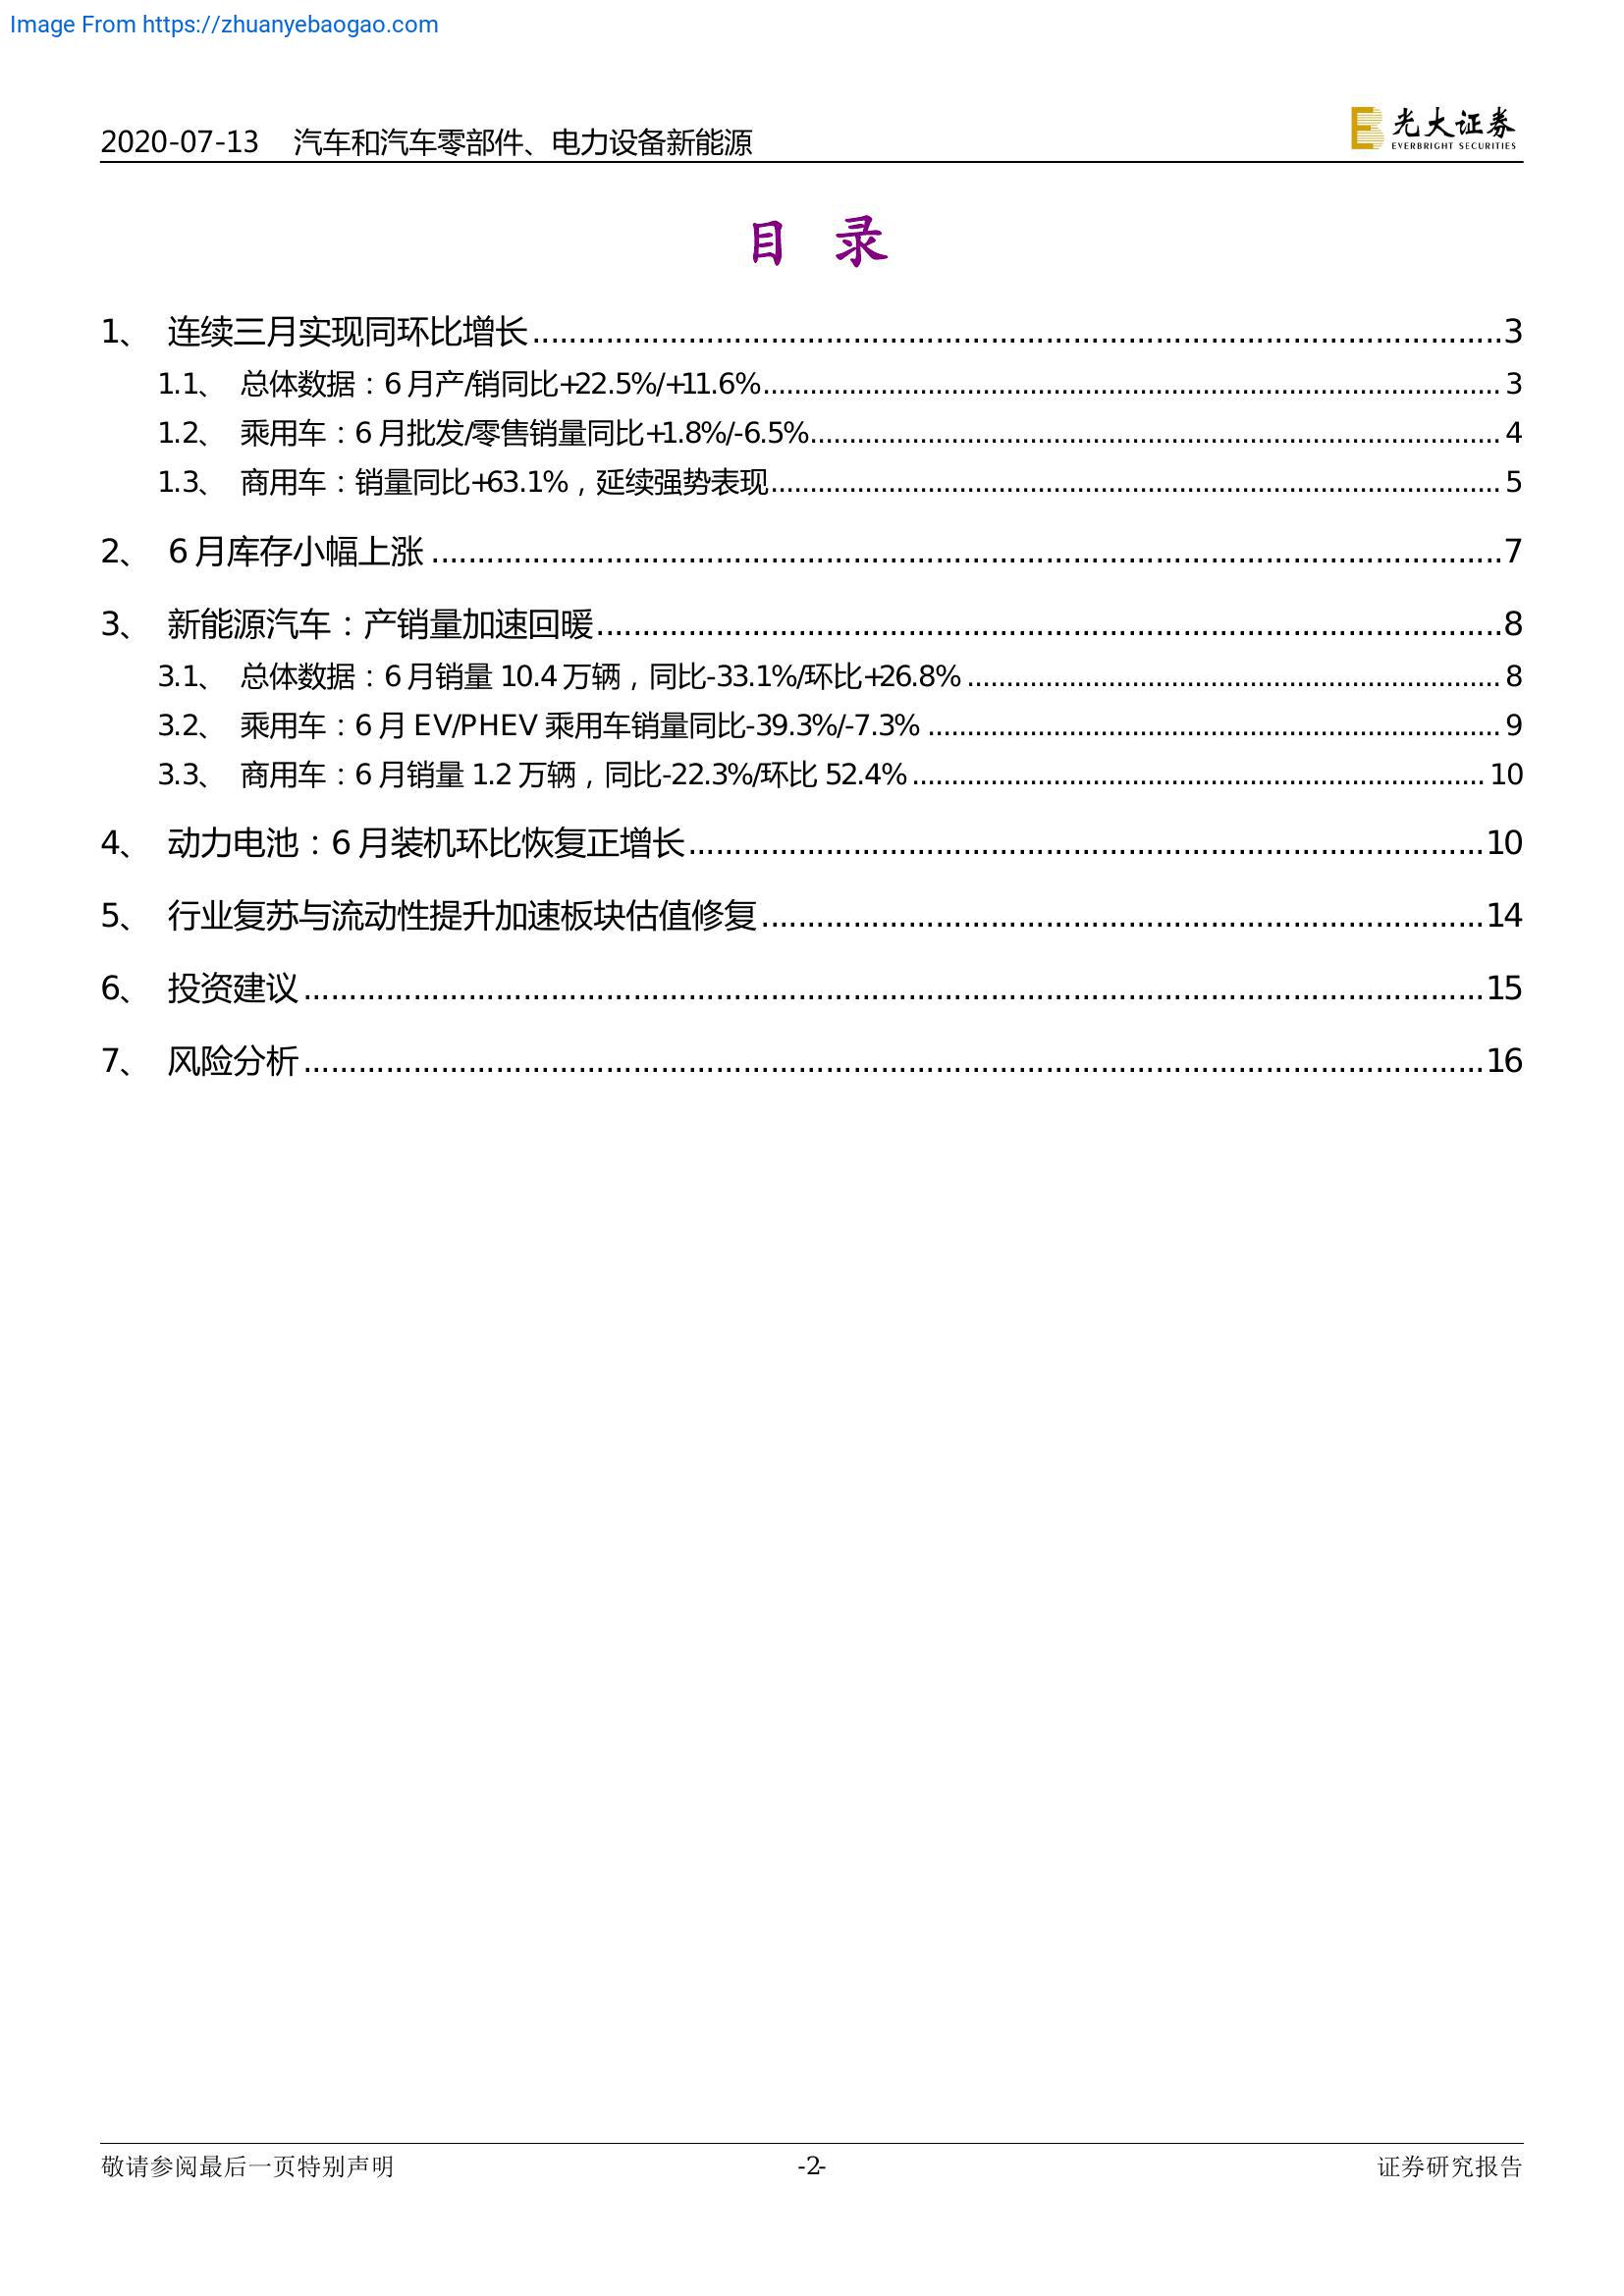 Image From https://zhuanyebaogao.com
2020-07-13 汽车和汽车零部件、电力设备新能源
光大证券
EVERBRIGHT SECURITIES
目 录
1、 连续三月实现同环比增长................................................................3
1.1、 总体数据：6 月产/销同比+22.5%/+11.6%................................................................3
1.2、 乘用车：6 月批发/零售销量同比+1.8%/-6.5%................................................................4
1.3、 商用车：销量同比+63.1%，延续强势表现................................................................5
2、 6 月库存小幅上涨................................................................7
3、 新能源汽车：产销量加速回暖................................................................8
3.1、 总体数据：6 月销量 10.4 万辆，同比-33.1%/环比+26.8%................................................................8
3.2、 乘用车：6 月 EV/PHEV 乘用车销量同比-39.3%/-7.3%................................................................9
3.3、 商用车：6 月销量 1.2 万辆，同比-22.3%/环比 52.4%................................................................10
4、 动力电池：6 月装机环比恢复正增长................................................................10
5、 行业复苏与流动性提升加速板块估值修复................................................................14
6、 投资建议................................................................15
7、 风险分析................................................................16
敬请参阅最后一页特别声明 -2- 证券研究报告